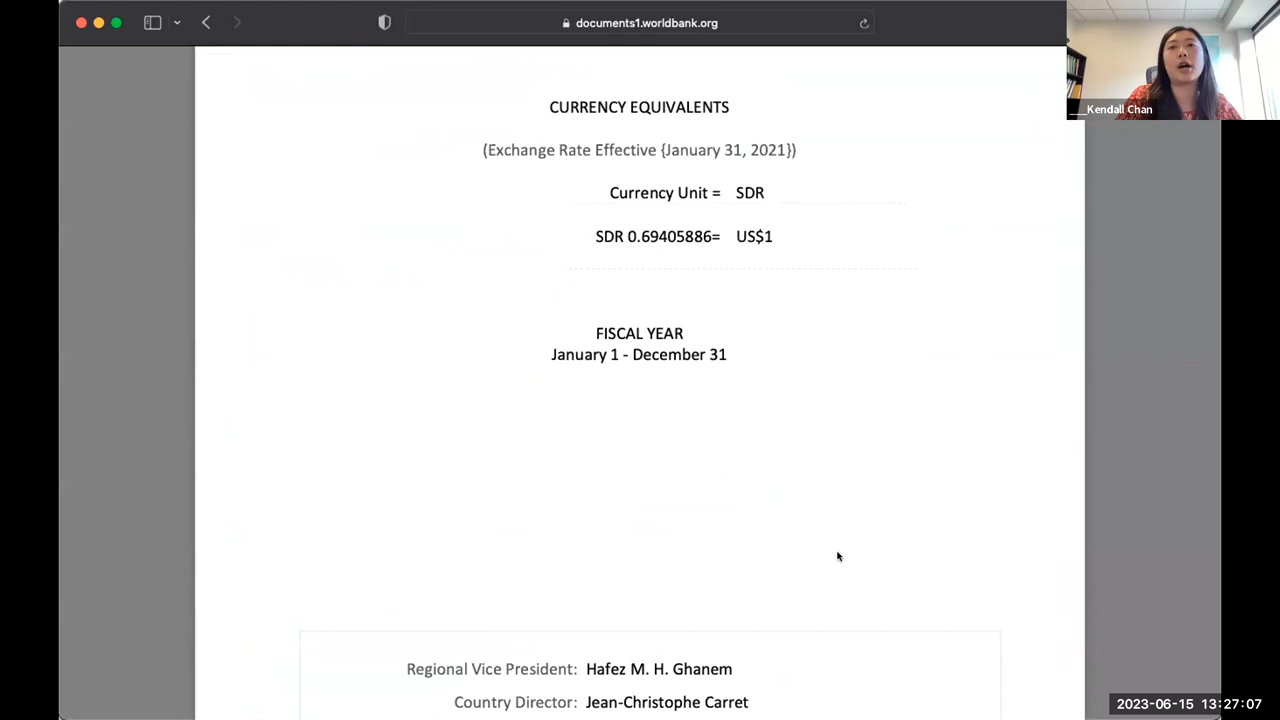 documents1.worldbank.org
Kendall Chan
CURRENCY EQUIVALENTS
(Exchange Rate Effective {January 31, 2021})
Currency Unit = SDR
SDR 0.69405886= US$1
FISCAL YEAR
January 1 - December 31
Regional Vice President: Hafez M. H. Ghanem
Country Director: Jean-Christophe Carret
2023-06-15 13:27:07